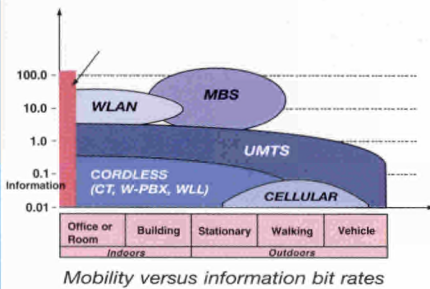 100.0
WLAN
MBS
10.0
1.0
UMTS
0.1
CORDLESS
(CT, W-PBX, WLL)
Information
CELLULAR
0.01
Office or
Room
Building
Stationary
Walking
Vehicle
Indoors
Outdoors
Mobility versus information bit rates